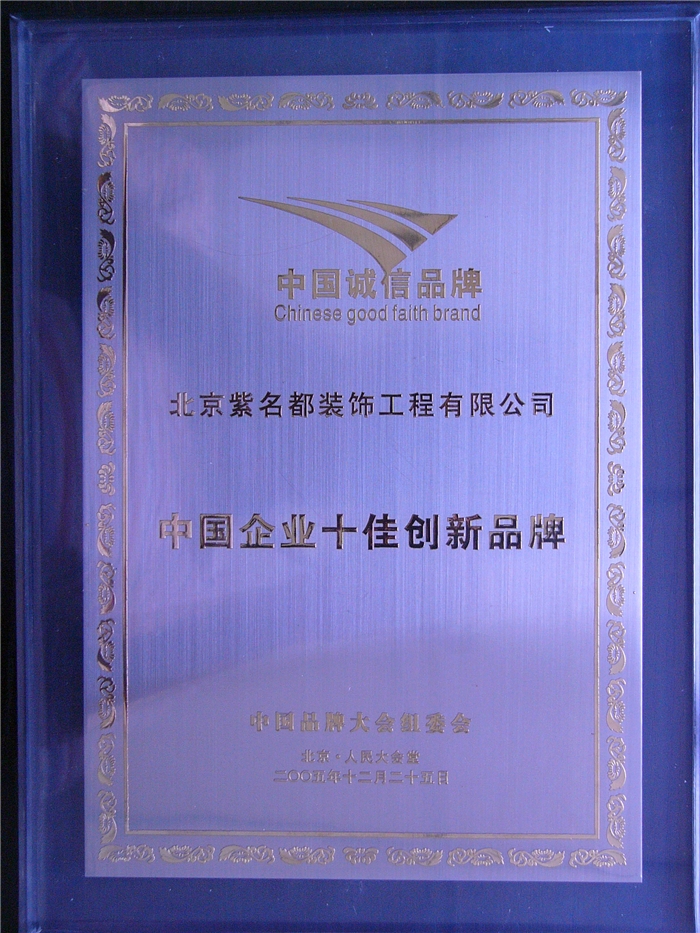 中国诚信品牌
Chinese good faith brand
北京紫名都装饰工程有限公司
中国企业十佳创新品牌
中国品牌大会组委会
北京·人民大会堂
二〇〇五年十二月二十五日